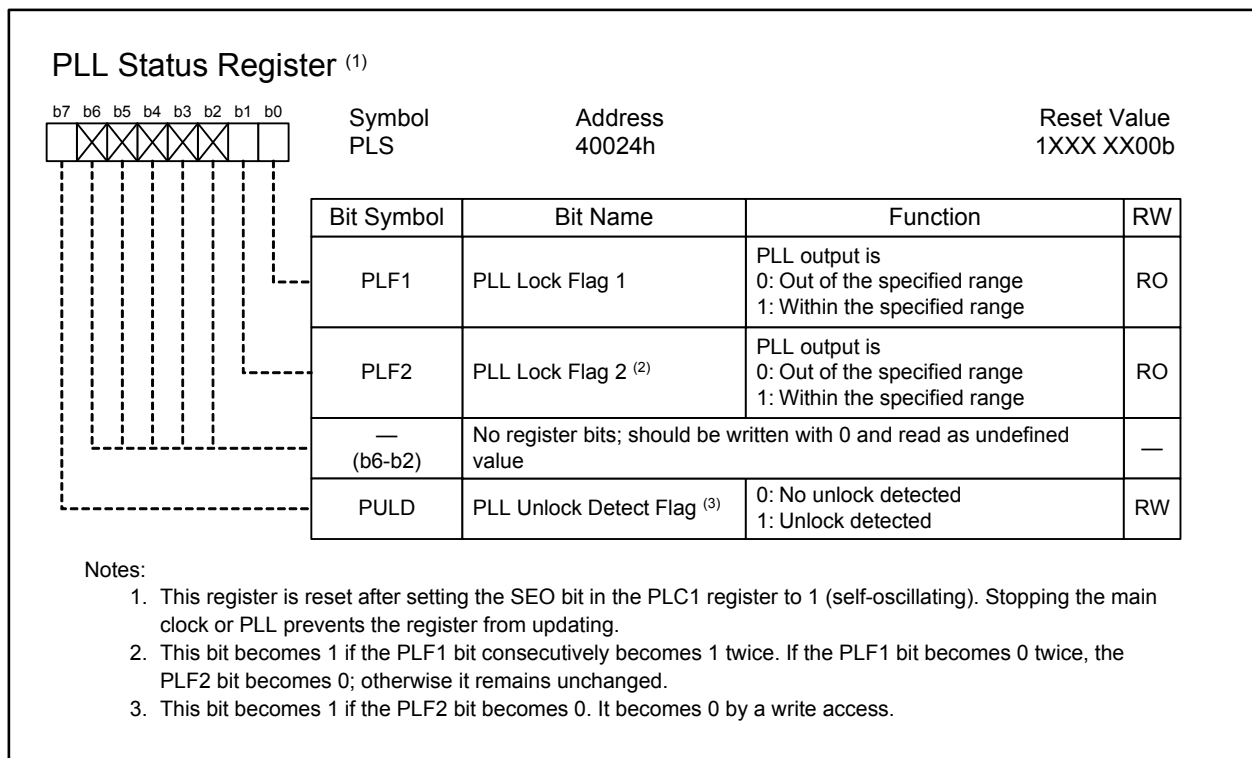 PLL Status Register (1)
b7 b6 b5 b4 b3 b2 b1 b0
Symbol Address Reset Value
PLS 40024h 1XXX XX00b
Bit Symbol Bit Name Function RW
PLF1 PLL Lock Flag 1 PLL output is
0: Out of the specified range
1: Within the specified range RO
PLF2 PLL Lock Flag 2 (2) PLL output is
0: Out of the specified range
1: Within the specified range RO
—
(b6-b2) No register bits; should be written with 0 and read as undefined
value —
PULD PLL Unlock Detect Flag (3) 0: No unlock detected
1: Unlock detected RW
Notes:
1. This register is reset after setting the SEO bit in the PLC1 register to 1 (self-oscillating). Stopping the main
clock or PLL prevents the register from updating.
2. This bit becomes 1 if the PLF1 bit consecutively becomes 1 twice. If the PLF1 bit becomes 0 twice, the
PLF2 bit becomes 0; otherwise it remains unchanged.
3. This bit becomes 1 if the PLF2 bit becomes 0. It becomes 0 by a write access.